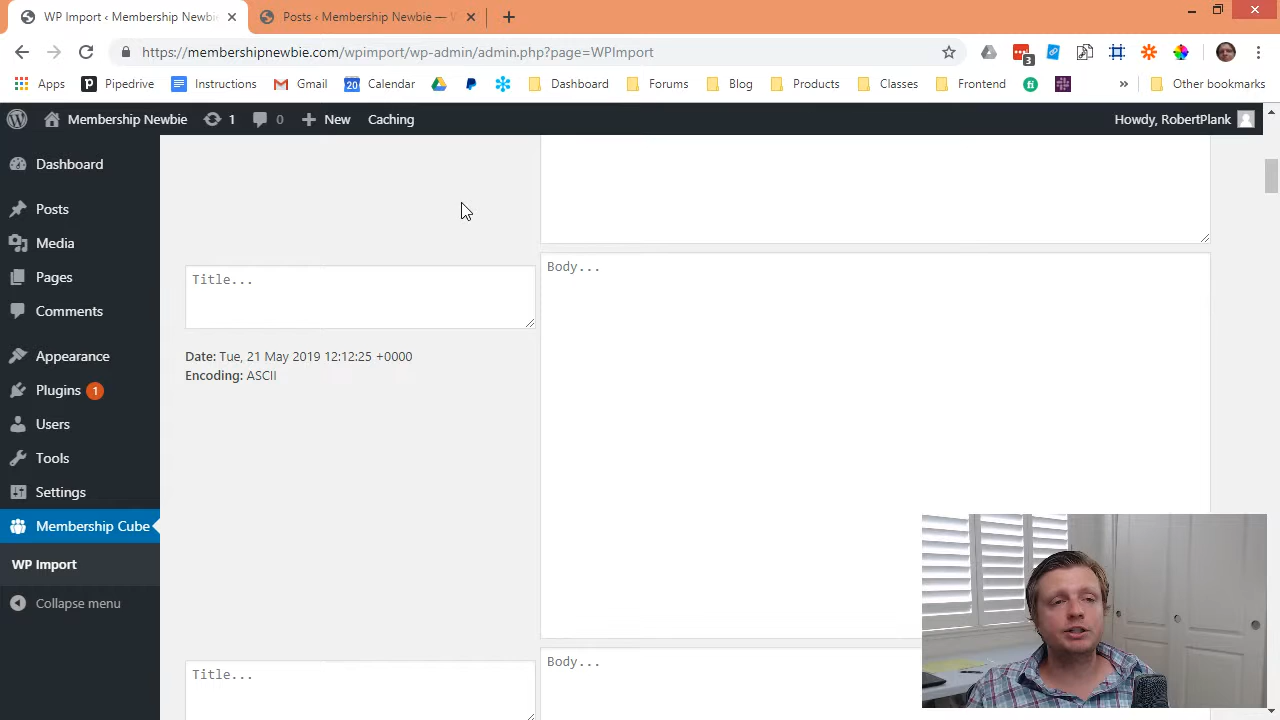 WP Import ‹ Membership Newbie
Posts ‹ Membership Newbie —
https://membershipnewbie.com/wpimport/wp-admin/admin.php?page=WPImport
3
Apps
Pipedrive
Instructions
Gmail
20
Calendar
Dashboard
Forums
Blog
Products
Classes
Frontend
»
Other bookmarks
Membership Newbie
1
0
New
Caching
Howdy, RobertPlank
Dashboard
Posts
Media
Pages
Comments
Appearance
Plugins 1
Users
Tools
Settings
Membership Cube
WP Import
Collapse menu
Title...
Body...
Date: Tue, 21 May 2019 12:12:25 +0000
Encoding: ASCII
Title...
Body...